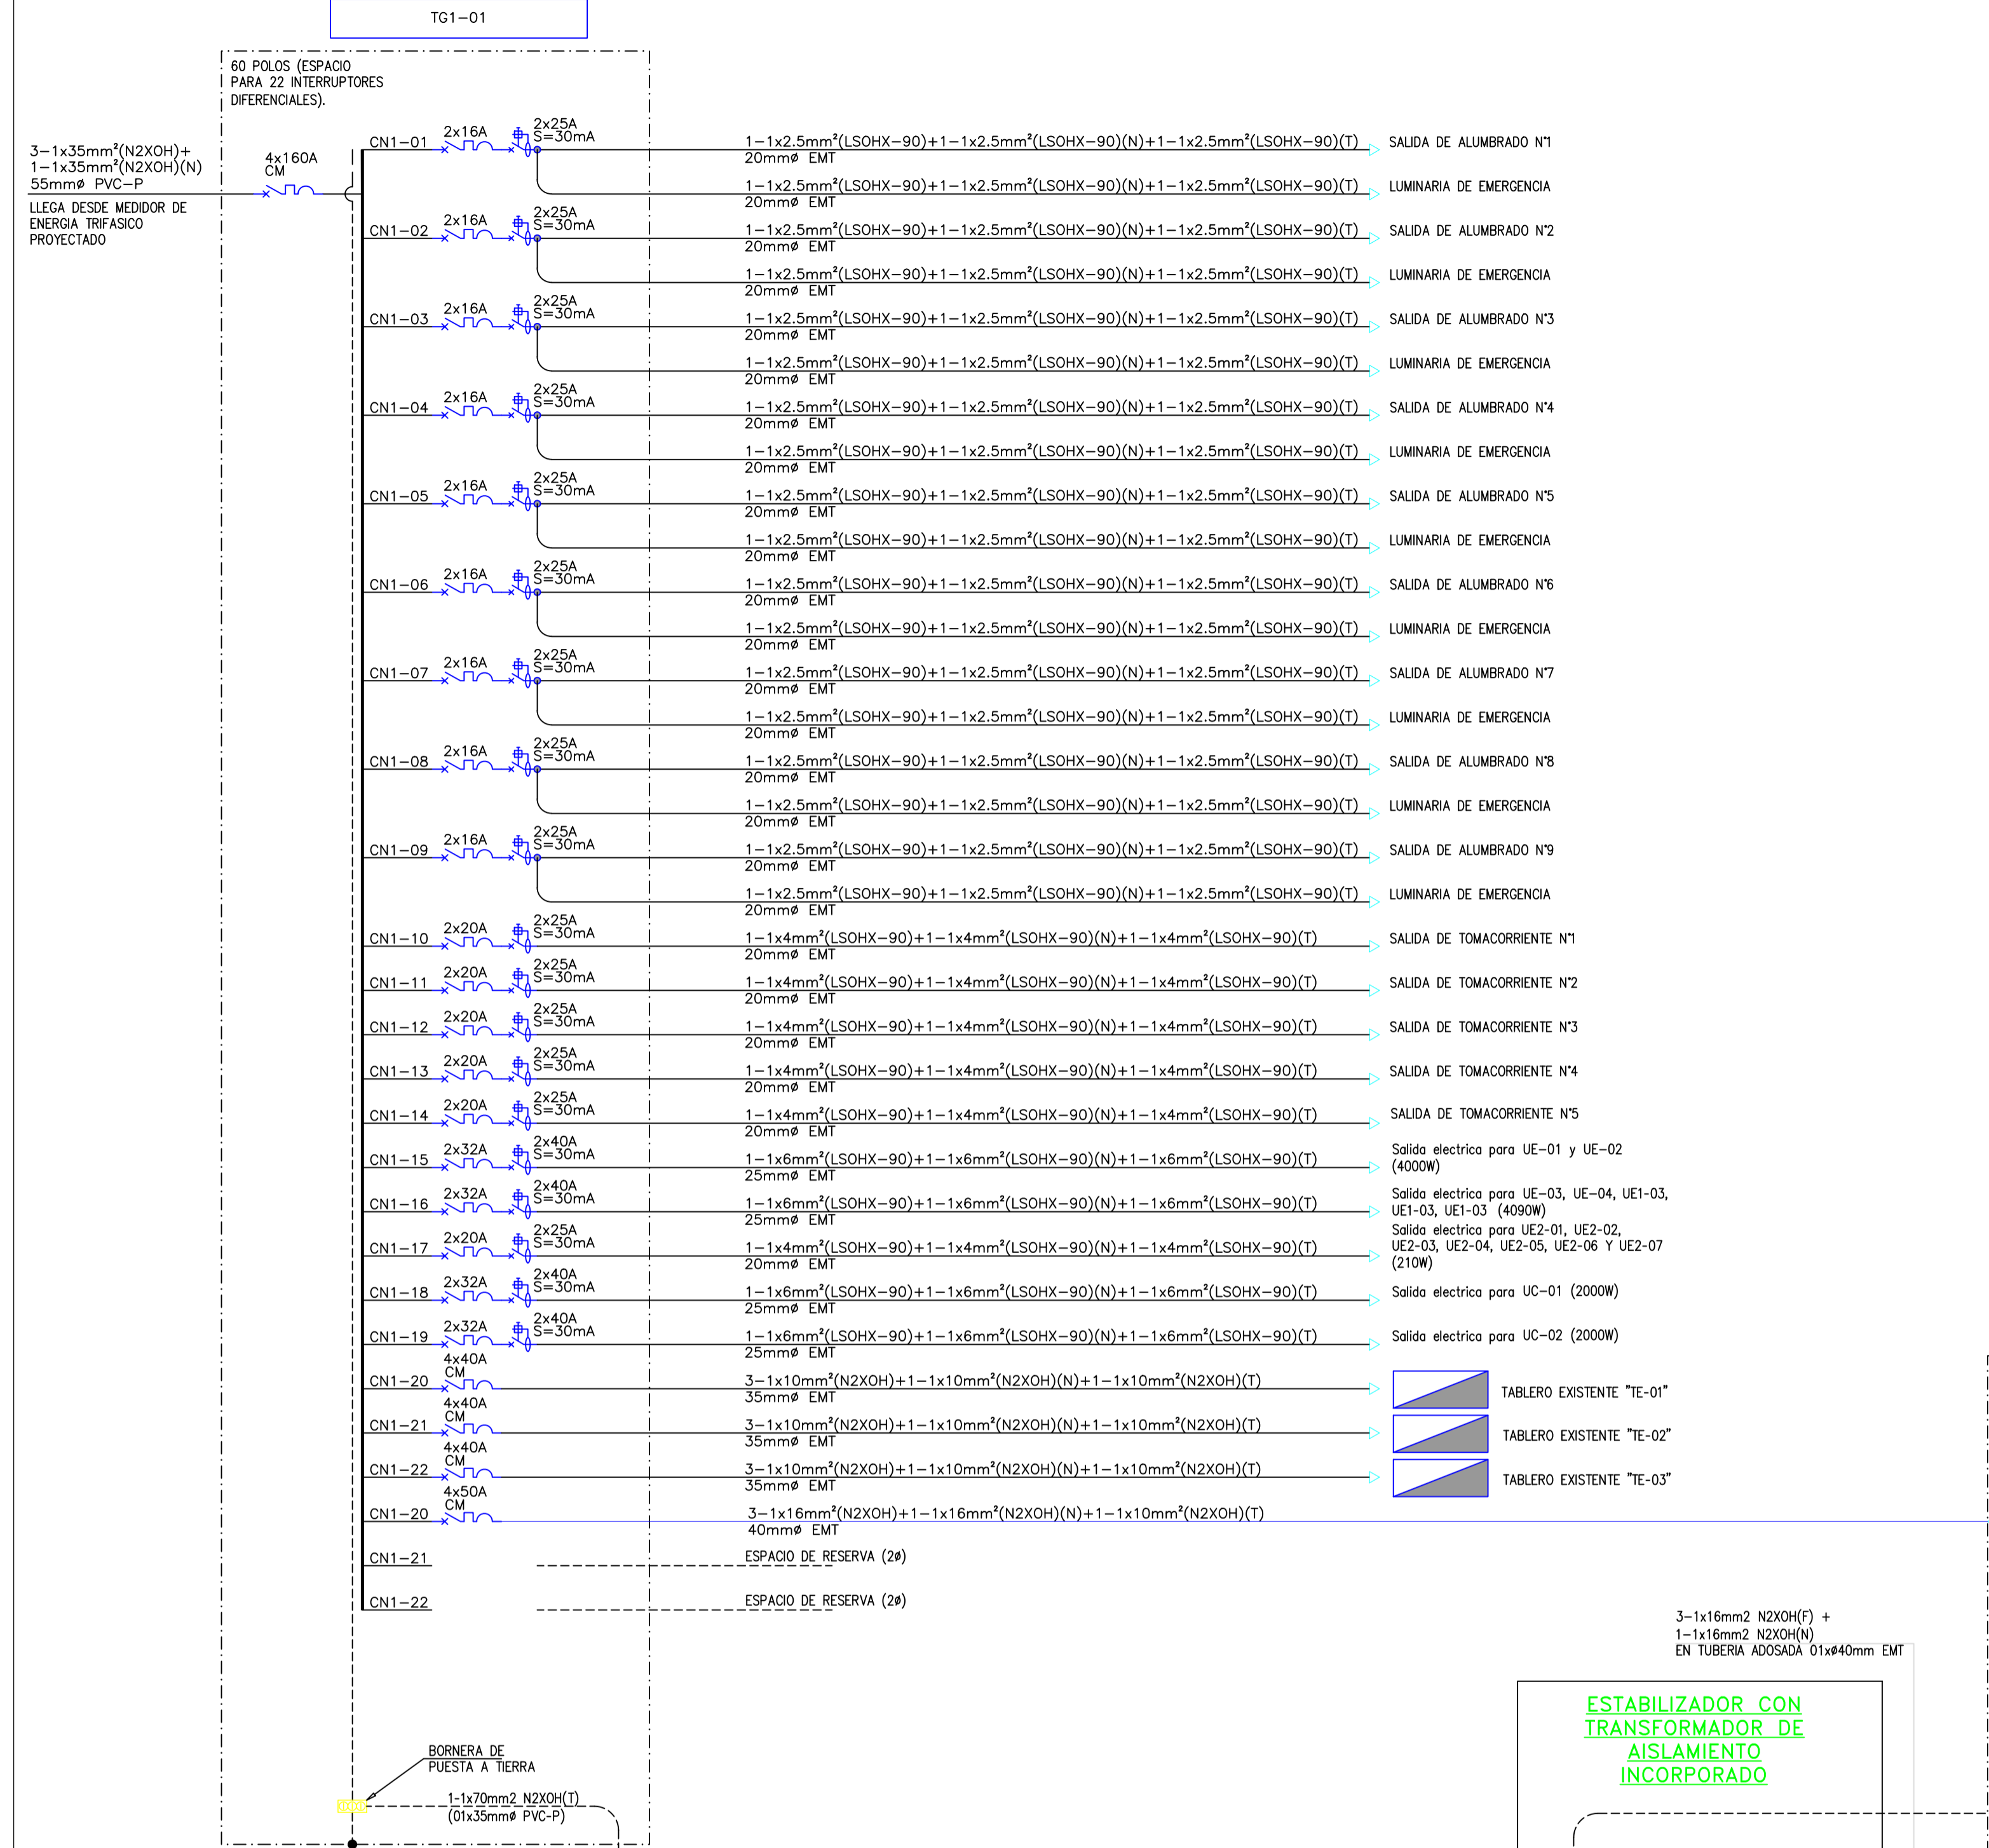 TG1-01
60 POLOS (ESPACIO
PARA 22 INTERRUPTORES
DIFERENCIALES).
3-1x35mm²(N2XOH)+
1-1x35mm²(N2XOH)(N)
55mmø PVC-P
LLEGA DESDE MEDIDOR DE
ENERGIA TRIFASICO
PROYECTADO
4x160A
CM
CN1-01 2x16A 2x25A
S=30mA
1-1x2.5mm²(LSOHX-90)+1-1x2.5mm²(LSOHX-90)(N)+1-1x2.5mm²(LSOHX-90)(T) SALIDA DE ALUMBRADO N°1
20mmø EMT
1-1x2.5mm²(LSOHX-90)+1-1x2.5mm²(LSOHX-90)(N)+1-1x2.5mm²(LSOHX-90)(T) LUMINARIA DE EMERGENCIA
20mmø EMT
CN1-02 2x16A 2x25A
S=30mA
1-1x2.5mm²(LSOHX-90)+1-1x2.5mm²(LSOHX-90)(N)+1-1x2.5mm²(LSOHX-90)(T) SALIDA DE ALUMBRADO N°2
20mmø EMT
1-1x2.5mm²(LSOHX-90)+1-1x2.5mm²(LSOHX-90)(N)+1-1x2.5mm²(LSOHX-90)(T) LUMINARIA DE EMERGENCIA
20mmø EMT
CN1-03 2x16A 2x25A
S=30mA
1-1x2.5mm²(LSOHX-90)+1-1x2.5mm²(LSOHX-90)(N)+1-1x2.5mm²(LSOHX-90)(T) SALIDA DE ALUMBRADO N°3
20mmø EMT
1-1x2.5mm²(LSOHX-90)+1-1x2.5mm²(LSOHX-90)(N)+1-1x2.5mm²(LSOHX-90)(T) LUMINARIA DE EMERGENCIA
20mmø EMT
CN1-04 2x16A 2x25A
S=30mA
1-1x2.5mm²(LSOHX-90)+1-1x2.5mm²(LSOHX-90)(N)+1-1x2.5mm²(LSOHX-90)(T) SALIDA DE ALUMBRADO N°4
20mmø EMT
1-1x2.5mm²(LSOHX-90)+1-1x2.5mm²(LSOHX-90)(N)+1-1x2.5mm²(LSOHX-90)(T) LUMINARIA DE EMERGENCIA
20mmø EMT
CN1-05 2x16A 2x25A
S=30mA
1-1x2.5mm²(LSOHX-90)+1-1x2.5mm²(LSOHX-90)(N)+1-1x2.5mm²(LSOHX-90)(T) SALIDA DE ALUMBRADO N°5
20mmø EMT
1-1x2.5mm²(LSOHX-90)+1-1x2.5mm²(LSOHX-90)(N)+1-1x2.5mm²(LSOHX-90)(T) LUMINARIA DE EMERGENCIA
20mmø EMT
CN1-06 2x16A 2x25A
S=30mA
1-1x2.5mm²(LSOHX-90)+1-1x2.5mm²(LSOHX-90)(N)+1-1x2.5mm²(LSOHX-90)(T) SALIDA DE ALUMBRADO N°6
20mmø EMT
1-1x2.5mm²(LSOHX-90)+1-1x2.5mm²(LSOHX-90)(N)+1-1x2.5mm²(LSOHX-90)(T) LUMINARIA DE EMERGENCIA
20mmø EMT
CN1-07 2x16A 2x25A
S=30mA
1-1x2.5mm²(LSOHX-90)+1-1x2.5mm²(LSOHX-90)(N)+1-1x2.5mm²(LSOHX-90)(T) SALIDA DE ALUMBRADO N°7
20mmø EMT
1-1x2.5mm²(LSOHX-90)+1-1x2.5mm²(LSOHX-90)(N)+1-1x2.5mm²(LSOHX-90)(T) LUMINARIA DE EMERGENCIA
20mmø EMT
CN1-08 2x16A 2x25A
S=30mA
1-1x2.5mm²(LSOHX-90)+1-1x2.5mm²(LSOHX-90)(N)+1-1x2.5mm²(LSOHX-90)(T) SALIDA DE ALUMBRADO N°8
20mmø EMT
1-1x2.5mm²(LSOHX-90)+1-1x2.5mm²(LSOHX-90)(N)+1-1x2.5mm²(LSOHX-90)(T) LUMINARIA DE EMERGENCIA
20mmø EMT
CN1-09 2x16A 2x25A
S=30mA
1-1x2.5mm²(LSOHX-90)+1-1x2.5mm²(LSOHX-90)(N)+1-1x2.5mm²(LSOHX-90)(T) SALIDA DE ALUMBRADO N°9
20mmø EMT
1-1x2.5mm²(LSOHX-90)+1-1x2.5mm²(LSOHX-90)(N)+1-1x2.5mm²(LSOHX-90)(T) LUMINARIA DE EMERGENCIA
20mmø EMT
CN1-10 2x20A 2x25A
S=30mA
1-1x4mm²(LSOHX-90)+1-1x4mm²(LSOHX-90)(N)+1-1x4mm²(LSOHX-90)(T) SALIDA DE TOMACORRIENTE N°1
20mmø EMT
CN1-11 2x20A 2x25A
S=30mA
1-1x4mm²(LSOHX-90)+1-1x4mm²(LSOHX-90)(N)+1-1x4mm²(LSOHX-90)(T) SALIDA DE TOMACORRIENTE N°2
20mmø EMT
CN1-12 2x20A 2x25A
S=30mA
1-1x4mm²(LSOHX-90)+1-1x4mm²(LSOHX-90)(N)+1-1x4mm²(LSOHX-90)(T) SALIDA DE TOMACORRIENTE N°3
20mmø EMT
CN1-13 2x20A 2x25A
S=30mA
1-1x4mm²(LSOHX-90)+1-1x4mm²(LSOHX-90)(N)+1-1x4mm²(LSOHX-90)(T) SALIDA DE TOMACORRIENTE N°4
20mmø EMT
CN1-14 2x20A 2x25A
S=30mA
1-1x4mm²(LSOHX-90)+1-1x4mm²(LSOHX-90)(N)+1-1x4mm²(LSOHX-90)(T) SALIDA DE TOMACORRIENTE N°5
20mmø EMT
CN1-15 2x32A 2x40A
S=30mA
1-1x6mm²(LSOHX-90)+1-1x6mm²(LSOHX-90)(N)+1-1x6mm²(LSOHX-90)(T)
25mmø EMT
Salida electrica para UE-01 y UE-02
(4000W)
CN1-16 2x32A 2x40A
S=30mA
1-1x6mm²(LSOHX-90)+1-1x6mm²(LSOHX-90)(N)+1-1x6mm²(LSOHX-90)(T)
25mmø EMT
Salida electrica para UE-03, UE-04, UE1-03,
UE1-03, UE1-03 (4090W)
CN1-17 2x20A 2x25A
S=30mA
1-1x4mm²(LSOHX-90)+1-1x4mm²(LSOHX-90)(N)+1-1x4mm²(LSOHX-90)(T)
20mmø EMT
Salida electrica para UE2-01, UE2-02,
UE2-03, UE2-04, UE2-05, UE2-06 Y UE2-07
(210W)
CN1-18 2x32A 2x40A
S=30mA
1-1x6mm²(LSOHX-90)+1-1x6mm²(LSOHX-90)(N)+1-1x6mm²(LSOHX-90)(T) Salida electrica para UC-01 (2000W)
25mmø EMT
CN1-19 2x32A 2x40A
S=30mA
1-1x6mm²(LSOHX-90)+1-1x6mm²(LSOHX-90)(N)+1-1x6mm²(LSOHX-90)(T) Salida electrica para UC-02 (2000W)
25mmø EMT
4x40A
CM
CN1-20 3-1x10mm²(N2XOH)+1-1x10mm²(N2XOH)(N)+1-1x10mm²(N2XOH)(T) TABLERO EXISTENTE "TE-01"
35mmø EMT
4x40A
CM
CN1-21 3-1x10mm²(N2XOH)+1-1x10mm²(N2XOH)(N)+1-1x10mm²(N2XOH)(T) TABLERO EXISTENTE "TE-02"
35mmø EMT
4x40A
CM
CN1-22 3-1x10mm²(N2XOH)+1-1x10mm²(N2XOH)(N)+1-1x10mm²(N2XOH)(T) TABLERO EXISTENTE "TE-03"
35mmø EMT
4x50A
CM
CN1-20 3-1x16mm²(N2XOH)+1-1x16mm²(N2XOH)(N)+1-1x10mm²(N2XOH)(T)
40mmø EMT
CN1-21 ESPACIO DE RESERVA (2ø)
CN1-22 ESPACIO DE RESERVA (2ø)
3-1x16mm2 N2XOH(F) +
1-1x16mm2 N2XOH(N)
EN TUBERIA ADOSADA 01xø40mm EMT
ESTABILIZADOR CON
TRANSFORMADOR DE
AISLAMIENTO
INCORPORADO
BORNERA DE
PUESTA A TIERRA
1-1x70mm2 N2XOH(T)
(01x35mmø PVC-P)